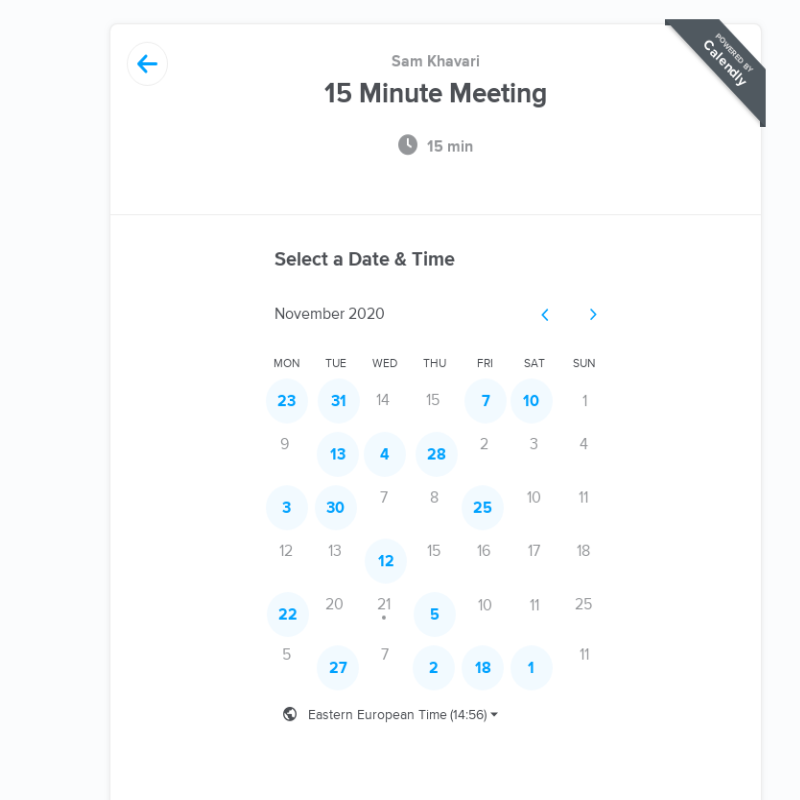 POWERED BY
Calendly
Sam Khavari
15 Minute Meeting
15 min
Select a Date & Time
November 2020
MON TUE WED THU FRI SAT SUN
23 31 14 15 7 10 1
9 13 4 28 2 3 4
3 30 7 8 25 10 11
12 13 12 15 16 17 18
22 20 21 5 10 11 25
5 27 7 2 18 1 11
Eastern European Time (14:56)